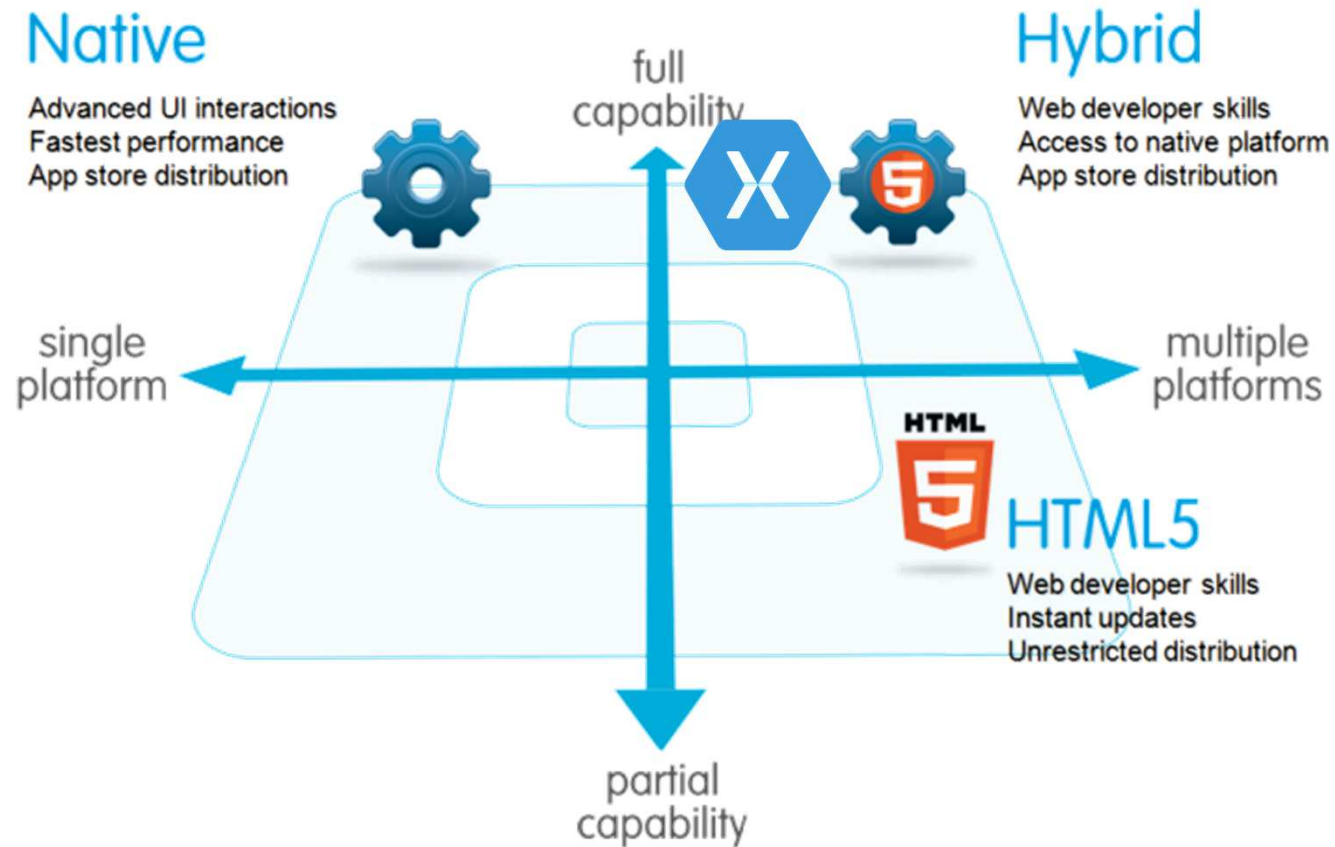 Native
Advanced UI interactions
Fastest performance
App store distribution
full
capability
X
5
Hybrid
Web developer skills
Access to native platform
App store distribution
single
platform
multiple
platforms
HTML
5
HTML5
Web developer skills
Instant updates
Unrestricted distribution
partial
capability